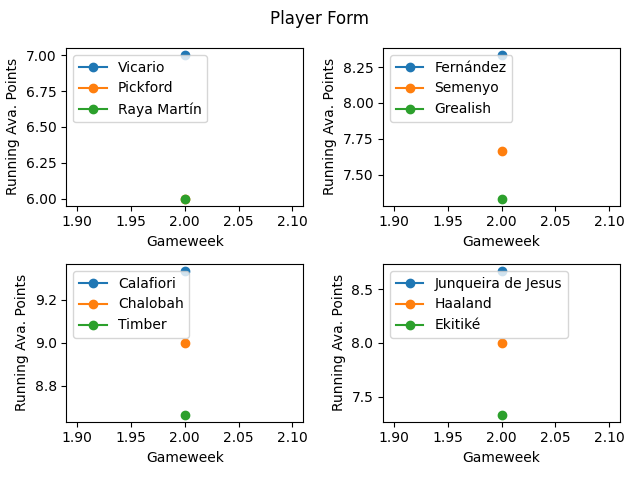 Player Form
7.00
6.75
6.50
6.25
6.00
Running Ava. Points
Vicario
Pickford
Raya Martín
1.90 1.95 2.00 2.05 2.10
Gameweek
8.25
8.00
7.75
7.50
Running Ava. Points
Fernández
Semenyo
Grealish
1.90 1.95 2.00 2.05 2.10
Gameweek
9.2
9.0
8.8
Running Ava. Points
Calafiori
Chalobah
Timber
1.90 1.95 2.00 2.05 2.10
Gameweek
8.5
8.0
7.5
Running Ava. Points
Junqueira de Jesus
Haaland
Ekitiké
1.90 1.95 2.00 2.05 2.10
Gameweek